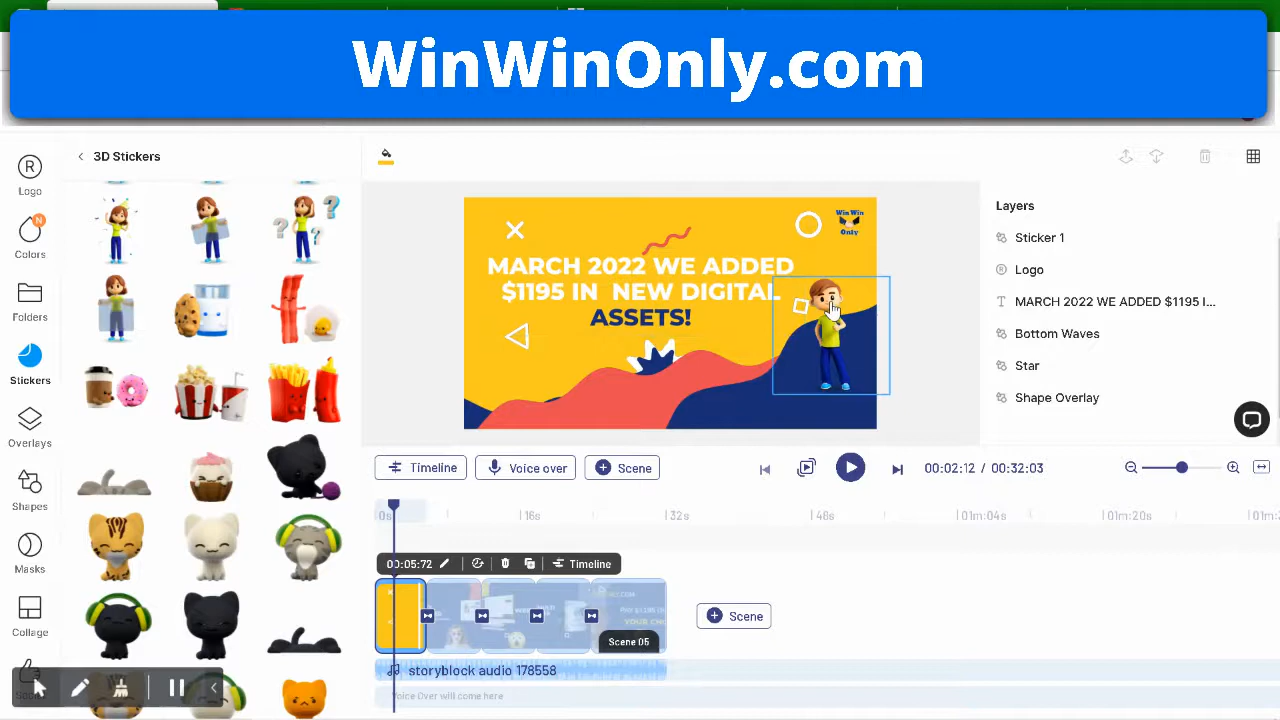 WinWinOnly.com
3D Stickers
Logo
N
Colors
Folders
Stickers
Overlays
Shapes
Masks
Collage
Win Win
Only
MARCH 2022 WE ADDED
$1195 IN NEW DIGITAL
ASSETS!
Layers
Sticker 1
Logo
MARCH 2022 WE ADDED $1195 I...
Bottom Waves
Star
Shape Overlay
Timeline
Voice over
Scene
00:02:12 / 00:32:03
0s
16s
32s
48s
01m:04s
01m:20s
00:05:72
Timeline
Scene 05
Scene
storyblock audio 178558
Voice Over will come here